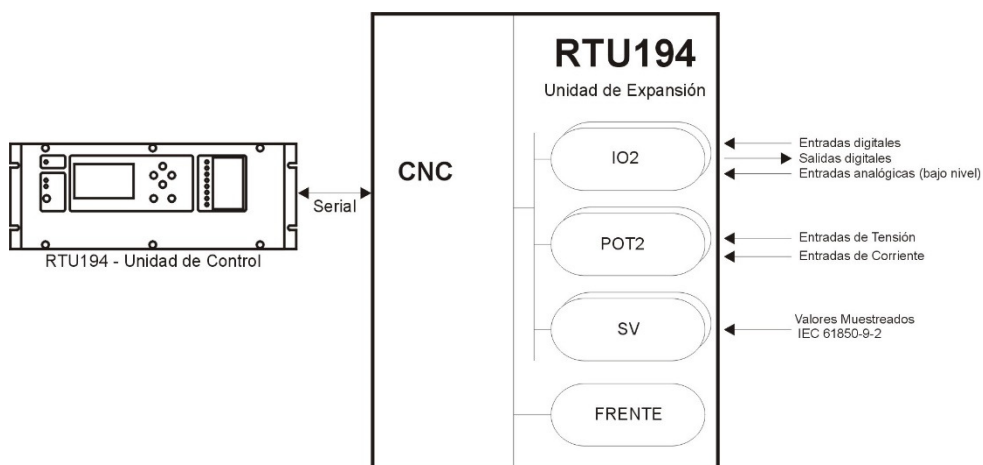 RTU194
Unidad de Expansión
CNC
IO2
Entradas digitales
Salidas digitales
Entradas analógicas (bajo nivel)
Serial
RTU194 - Unidad de Control
POT2
Entradas de Tensión
Entradas de Corriente
SV
Valores Muestreados
IEC 61850-9-2
FRENTE